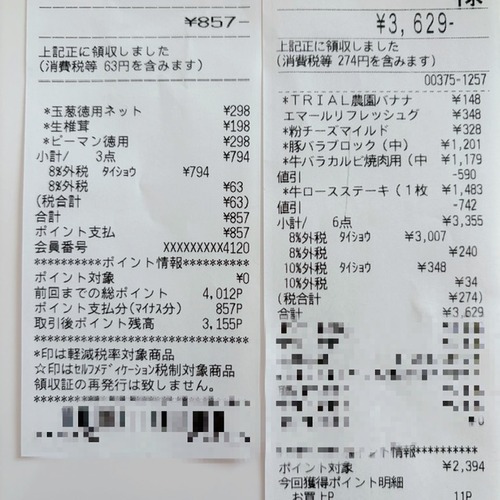 ¥857-
上記正に領収しました
(消費税等 63円を含みます)
*玉葱徳用ネット ¥298
*生椎茸 ¥198
*ピーマン徳用 ¥298
小計/ 3点 ¥794
8%外税 タイショウ ¥794
8%外税 ¥63
(税合計 ¥63)
合計 ¥857
ポイント支払 ¥857
会員番号 XXXXXXXXX4120
**********ポイント情報**********
ポイント対象 ¥0
前回までの総ポイント 4,012P
ポイント支払分(マイナス分) 857P
取引後ポイント残高 3,155P
*印は軽減税率対象商品
☆印はセルフメディケーション税制対象商品
領収証の再発行は致しません。
様
¥3,629-
上記正に領収しました
(消費税等 274円を含みます)
00375-1257
*TRIAL農園バナナ ¥148
エマールリフレッシュグ ¥348
*粉チーズマイルド ¥328
*豚バラブロック(中) ¥1,201
*牛バラカルビ焼肉用(中 ¥1,179
値引 -590
*牛ロースステーキ(1枚 ¥1,483
値引 -742
小計/ 6点 ¥3,355
8%外税 タイショウ ¥3,007
8%外税 ¥240
10%外税 タイショウ ¥348
10%外税 ¥34
(税合計 ¥274)
合計 ¥3,629
ント情報**********
ポイント対象 ¥2,394
今回獲得ポイント明細
お買上P 11P